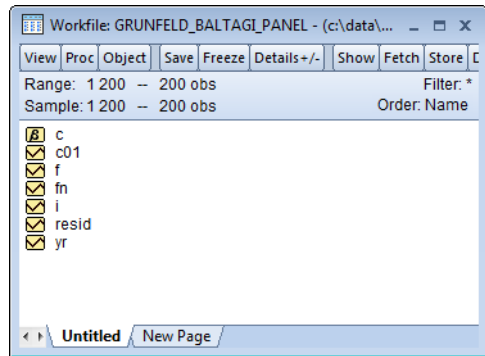 Workfile: GRUNFELD_BALTAGI_PANEL - (c:\data\...
View Proc Object Save Freeze Details+/- Show Fetch Store D
Range: 1 200 -- 200 obs Filter: *
Sample: 1 200 -- 200 obs Order: Name
β c
c01
f
fn
i
resid
yr
Untitled New Page